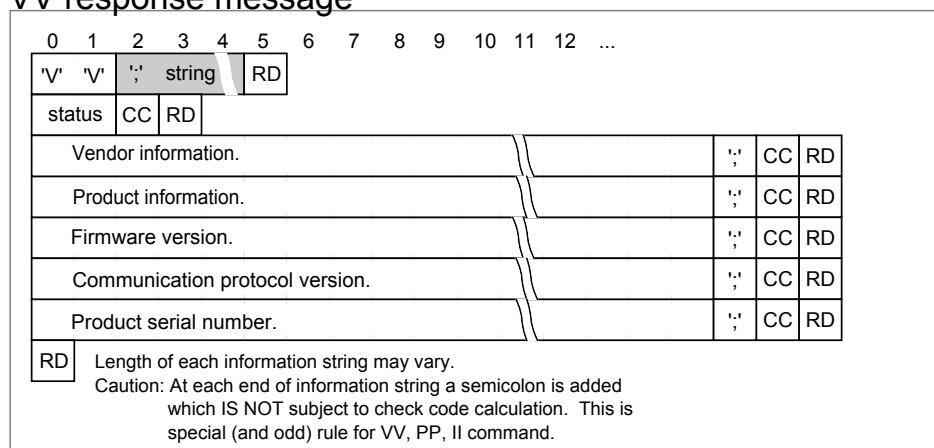 VV response message
0 1 2 3 4 5 6 7 8 9 10 11 12 ...
'V' 'V' ';' string RD
status CC RD
Vendor information. ';' CC RD
Product information. ';' CC RD
Firmware version. ';' CC RD
Communication protocol version. ';' CC RD
Product serial number. ';' CC RD
RD Length of each information string may vary.
Caution: At each end of information string a semicolon is added
which IS NOT subject to check code calculation. This is
special (and odd) rule for VV, PP, II command.